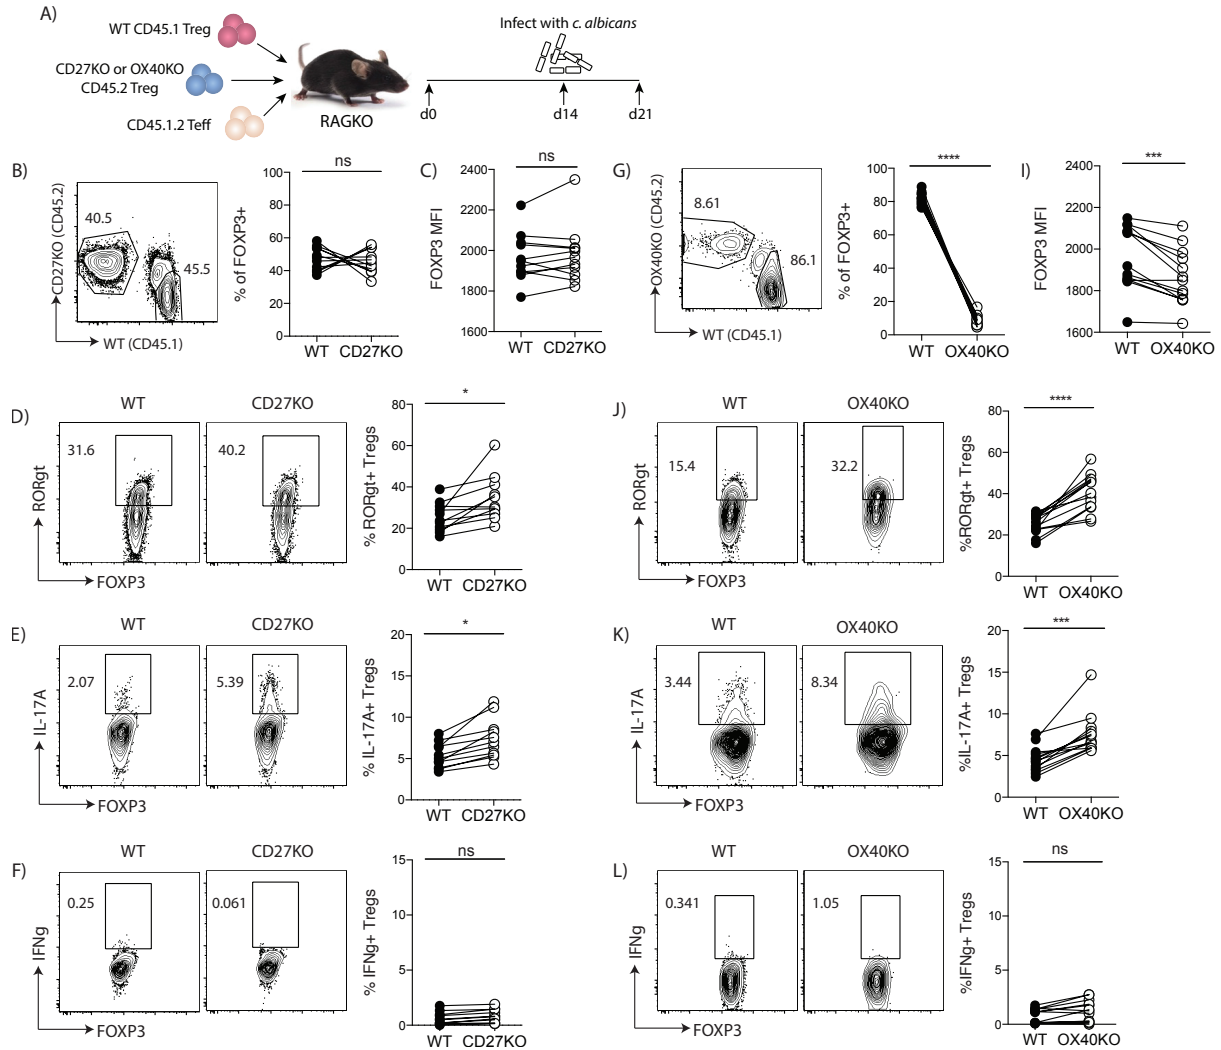 A)
WT CD45.1 Treg
CD27KO or OX40KO
CD45.2 Treg
CD45.1.2 Teff
RAGKO
Infect with c. albicans
d0
d14
d21
B)
CD27KO (CD45.2)
40.5
45.5
WT (CD45.1)
ns
% of FOXP3+
100
80
60
40
20
0
WT CD27KO
C)
ns
FOXP3 MFI
2400
2200
2000
1800
1600
WT CD27KO
G)
OX40KO (CD45.2)
8.61
86.1
WT (CD45.1)
****
% of FOXP3+
100
80
60
40
20
0
WT OX40KO
I)
***
FOXP3 MFI
2400
2200
2000
1800
1600
WT OX40KO
D)
WT
CD27KO
31.6
40.2
RORgt
FOXP3
*
% RORgt+ Tregs
80
60
40
20
0
WT CD27KO
J)
WT
OX40KO
15.4
32.2
RORgt
FOXP3
****
%RORgt+ Tregs
80
60
40
20
0
WT OX40KO
E)
WT
CD27KO
2.07
5.39
IL-17A
FOXP3
*
% IL-17A+ Tregs
20
15
10
5
0
WT CD27KO
K)
WT
OX40KO
3.44
8.34
IL-17A
FOXP3
***
%IL-17A+ Tregs
20
15
10
5
0
WT OX40KO
F)
WT
CD27KO
0.25
0.061
IFNg
FOXP3
ns
% IFNg+ Tregs
15
10
5
0
WT CD27KO
L)
WT
OX40KO
0.341
1.05
IFNg
FOXP3
ns
%IFNg+ Tregs
15
10
5
0
WT OX40KO